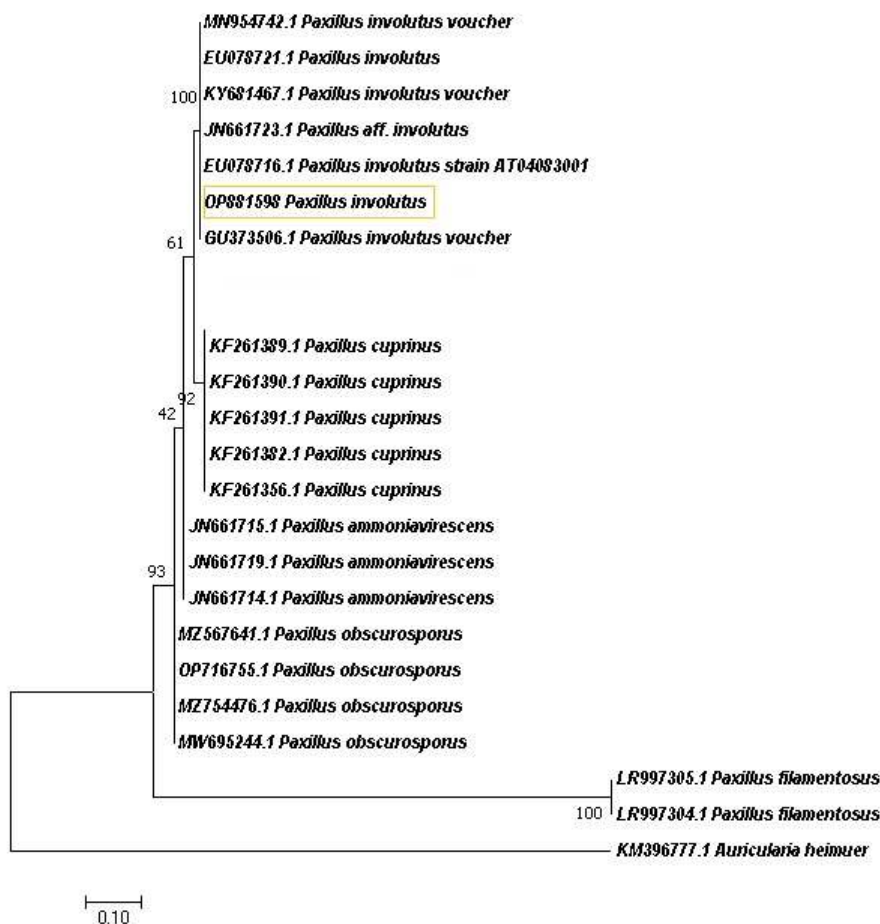 MN954742.1 Paxillus involutus voucher
EU078721.1 Paxillus involutus
100
KY681467.1 Paxillus involutus voucher
JN661723.1 Paxillus aff. involutus
EU078716.1 Paxillus involutus strain AT04083001
OP881598 Paxillus involutus
61
GU373506.1 Paxillus involutus voucher
KF261389.1 Paxillus cuprinus
KF261390.1 Paxillus cuprinus
92
42
KF261391.1 Paxillus cuprinus
KF261382.1 Paxillus cuprinus
KF261356.1 Paxillus cuprinus
JN661715.1 Paxillus ammoniavirescens
JN661719.1 Paxillus ammoniavirescens
93
JN661714.1 Paxillus ammoniavirescens
MZ567641.1 Paxillus obscurosporus
OP716755.1 Paxillus obscurosporus
MZ754476.1 Paxillus obscurosporus
MW695244.1 Paxillus obscurosporus
LR997305.1 Paxillus filamentosus
100
LR997304.1 Paxillus filamentosus
KM396777.1 Auricularia heimuer
0.10